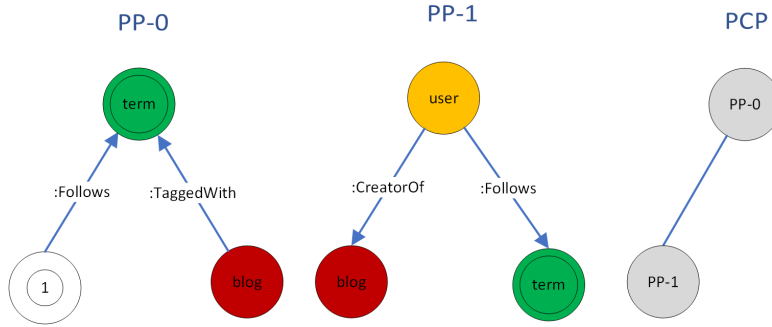 PP-0
PP-1
PCP
term
user
PP-0
:Follows
:TaggedWith
:CreatorOf
:Follows
1
blog
blog
term
PP-1